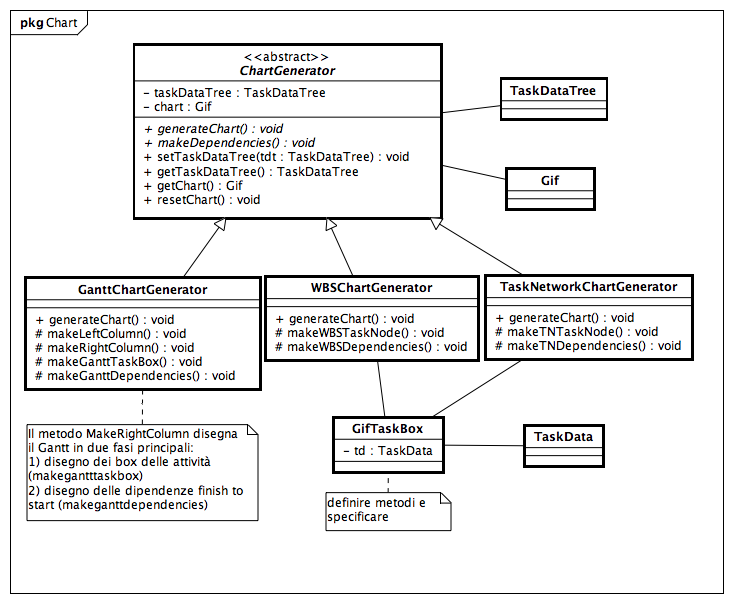 pkg Chart
<<abstract>>
ChartGenerator
- taskDataTree : TaskDataTree
- chart : Gif
+ generateChart() : void
+ makeDependencies() : void
+ setTaskDataTree(tdt : TaskDataTree) : void
+ getTaskDataTree() : TaskDataTree
+ getChart() : Gif
+ resetChart() : void
TaskDataTree
Gif
GanttChartGenerator
+ generateChart() : void
# makeLeftColumn() : void
# makeRightColumn() : void
# makeGanttTaskBox() : void
# makeGanttDependencies() : void
WBSChartGenerator
+ generateChart() : void
# makeWBSTaskNode() : void
# makeWBSDependencies() : void
TaskNetworkChartGenerator
+ generateChart() : void
# makeTNTaskNode() : void
# makeTNDependencies() : void
Il metodo MakeRightColumn disegna
il Gantt in due fasi principali:
1) disegno dei box delle attività
(makegantttaskbox)
2) disegno delle dipendenze finish to
start (makeganttdependencies)
GifTaskBox
- td : TaskData
TaskData
definire metodi e
specificare